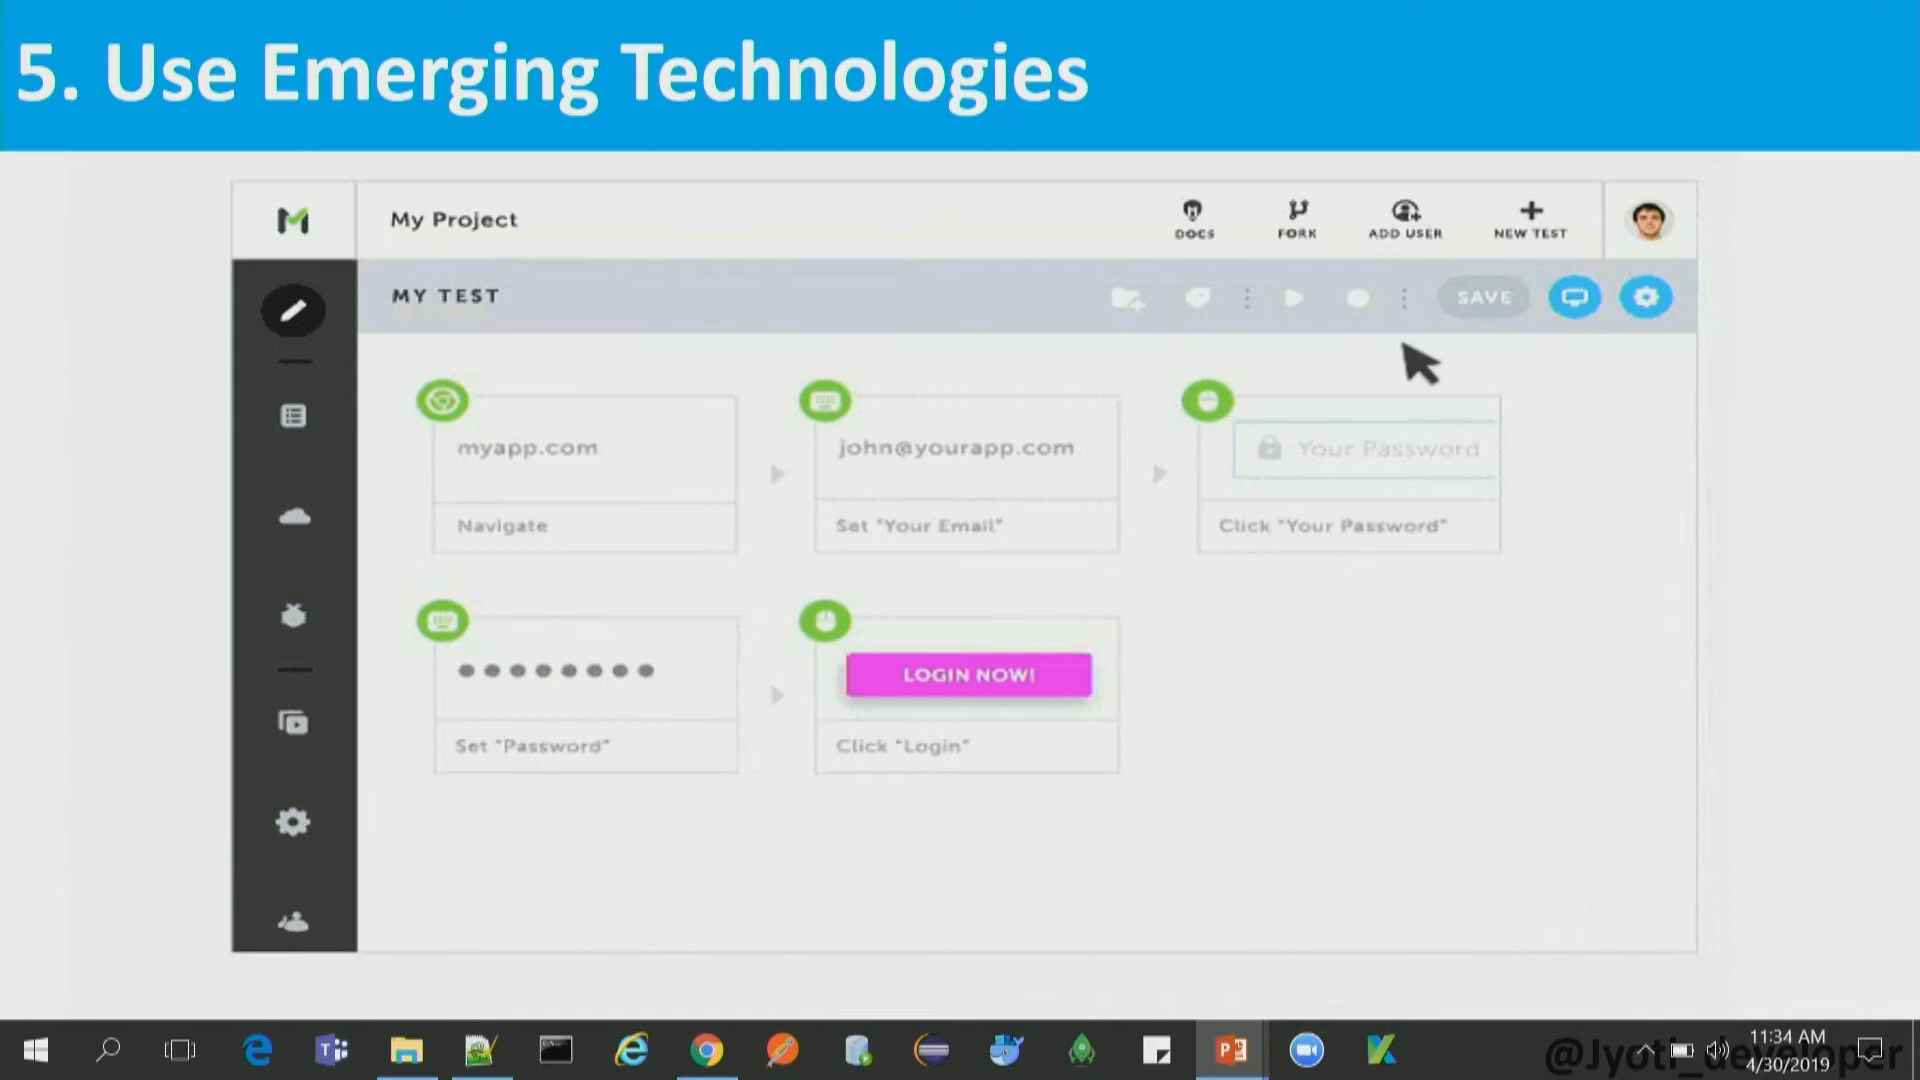 5. Use Emerging Technologies
My Project
DOCS
FORK
ADD USER
NEW TEST
MY TEST
SAVE
myapp.com
john@yourapp.com
Your Password
Navigate
Set "Your Email"
Click "Your Password"
LOGIN NOW!
Set "Password"
Click "Login"
11:34 AM
@Jyoti_developer
4/30/2019